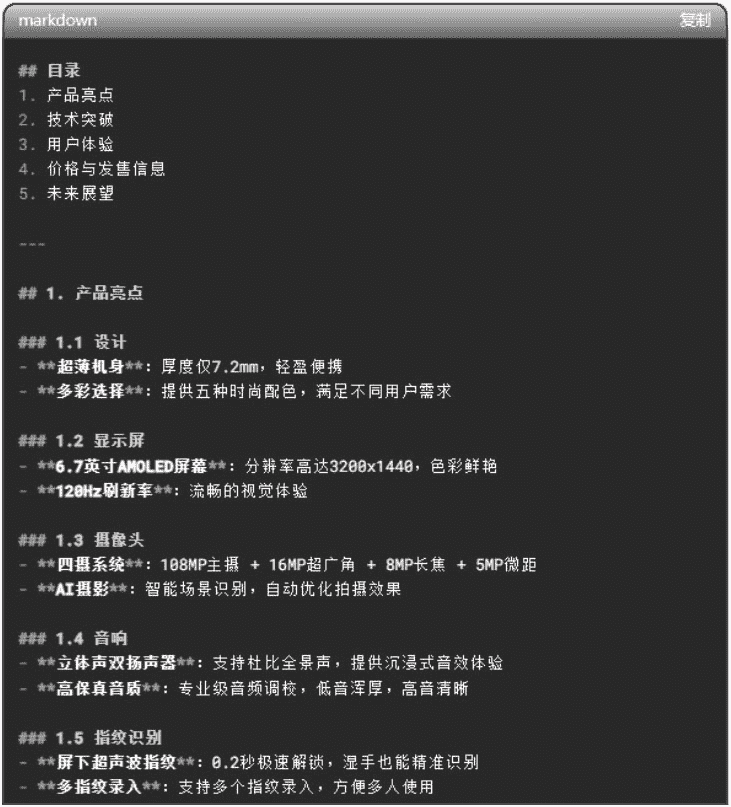 markdown
复制
## 目录
1. 产品亮点
2. 技术突破
3. 用户体验
4. 价格与发售信息
5. 未来展望
---
## 1. 产品亮点
### 1.1 设计
- **超薄机身**: 厚度仅7.2mm，轻盈便携
- **多彩选择**: 提供五种时尚配色，满足不同用户需求
### 1.2 显示屏
- **6.7英寸AMOLED屏幕**: 分辨率高达3200x1440，色彩鲜艳
- **120Hz刷新率**: 流畅的视觉体验
### 1.3 摄像头
- **四摄系统**: 108MP主摄 + 16MP超广角 + 8MP长焦 + 5MP微距
- **AI摄影**: 智能场景识别，自动优化拍摄效果
### 1.4 音响
- **立体声双扬声器**: 支持杜比全景声，提供沉浸式音效体验
- **高保真音质**: 专业级音频调校，低音浑厚，高音清晰
### 1.5 指纹识别
- **屏下超声波指纹**: 0.2秒极速解锁，湿手也能精准识别
- **多指纹录入**: 支持多个指纹录入，方便多人使用